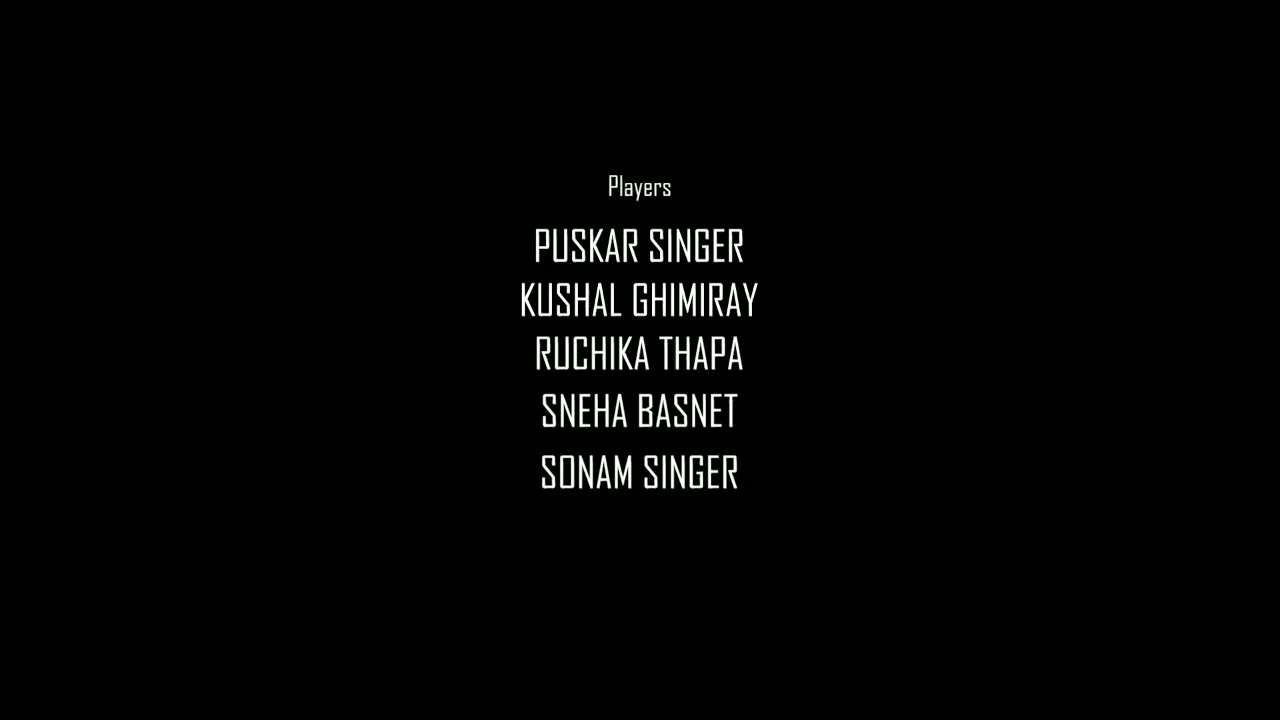 Players
PUSKAR SINGER
KUSHAL GHIMIRAY
RUCHIKA THAPA
SNEHA BASNET
SONAM SINGER